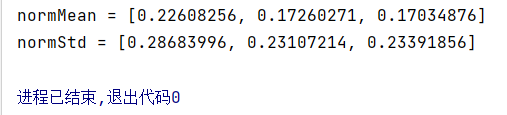 normMean = [0.22608256, 0.17260271, 0.17034876]
normStd = [0.28683996, 0.23107214, 0.23391856]
进程已结束,退出代码0